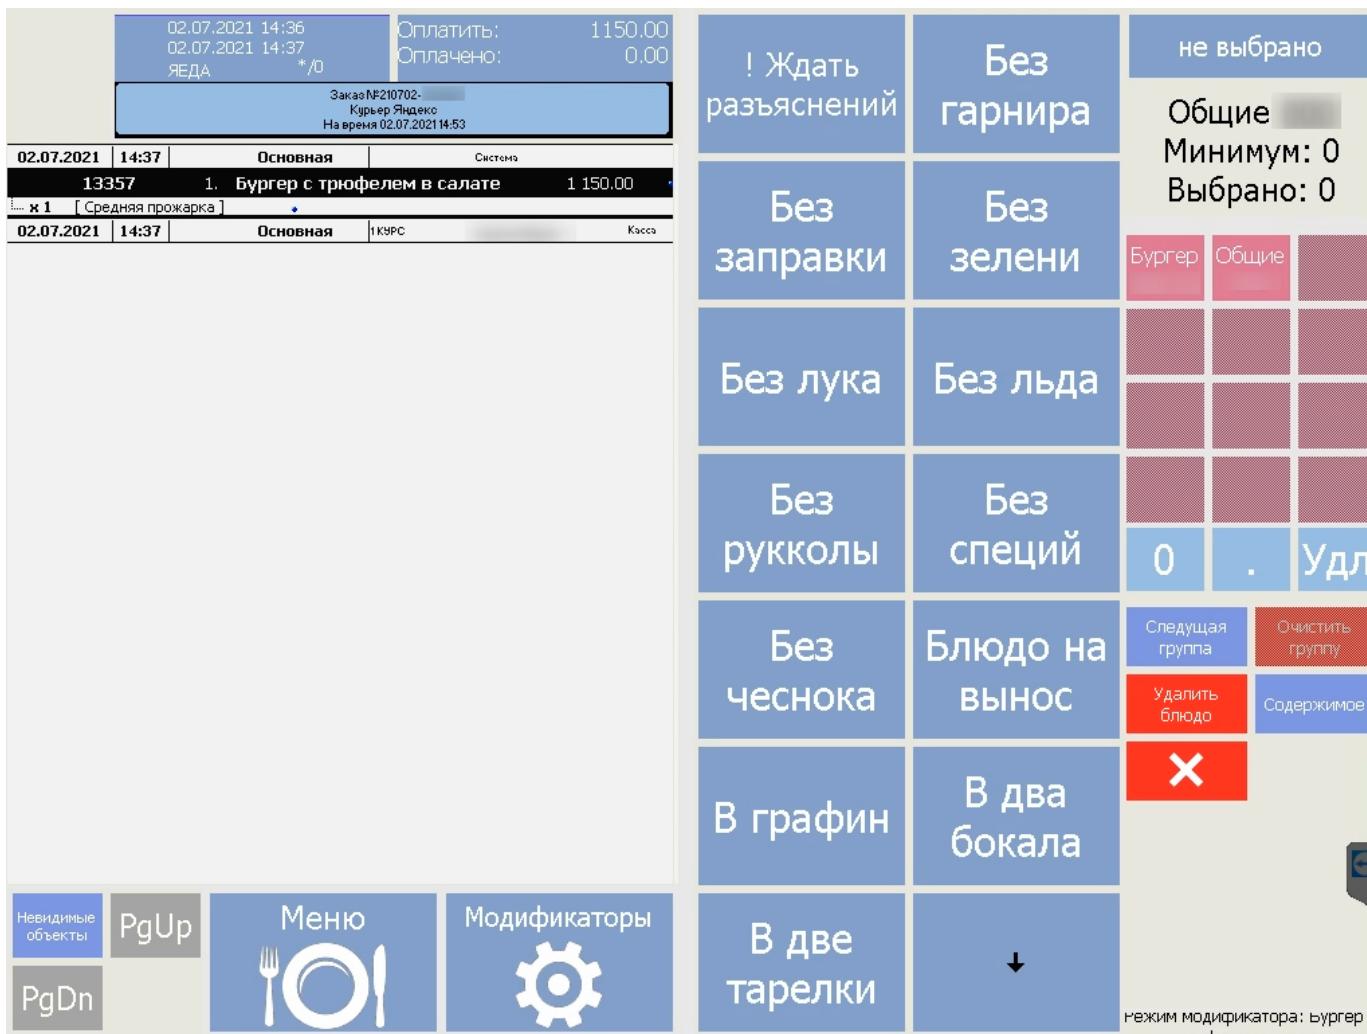 02.07.2021 14:36
02.07.2021 14:37
ЯЕДА */0
Оплатить: 1150.00
Оплачено: 0.00
Заказ №210702-
Курьер Яндекс
На время 02.07.2021 14:53
02.07.2021 14:37 Основная Система
13357 1. Бургер с трюфелем в салате 1 150.00
x 1 [ Средняя прожарка ]
02.07.2021 14:37 Основная 1 КУРС Касса
Невидимые
объекты
PgUp
PgDn
Меню
Модификаторы
! Ждать
разъяснений
Без
гарнира
Без
заправки
Без
зелени
Без лука
Без льда
Без
рукколы
Без
специй
Без
чеснока
Блюдо на
вынос
В графин
В два
бокала
В две
тарелки
не выбрано
Общие
Минимум: 0
Выбрано: 0
Бургер
Общие
0
.
Удл
Следущая
группа
Очистить
группу
Удалить
блюдо
Содержимое
Режим модификатора: Бургер